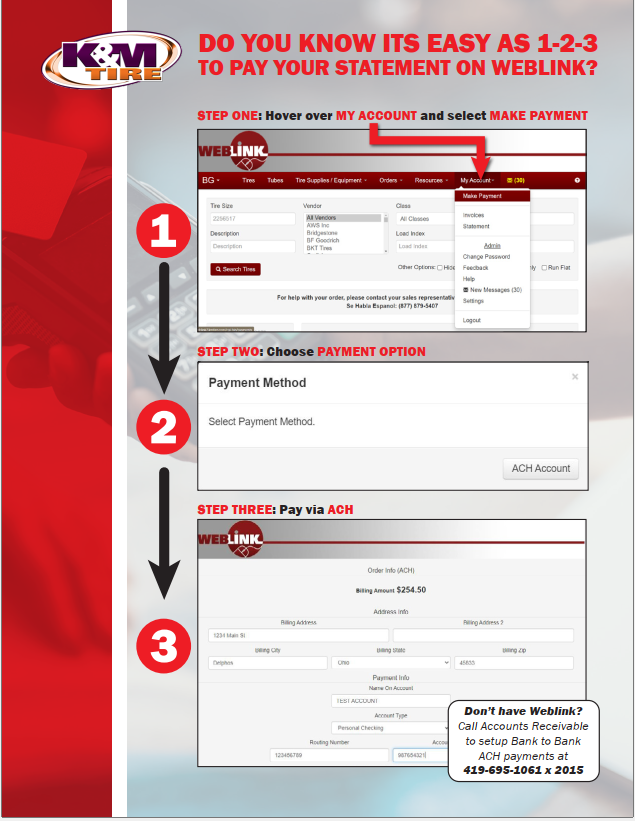 K&M
TIRE
DO YOU KNOW ITS EASY AS 1-2-3
TO PAY YOUR STATEMENT ON WEBLINK?
STEP ONE: Hover over MY ACCOUNT and select MAKE PAYMENT
WEBLINK
BG
Tires
Tubes
Tire Supplies / Equipment
Orders
Resources
My Account
(30)
Make Payment
Invoices
Statement
Admin
Change Password
Feedback
Help
New Messages (30)
Settings
Logout
Tire Size
Vendor
Class
2256517
All Vendors
AWS Inc
Bridgestone
BF Goodrich
BKT Tires
All Classes
Description
Load Index
Description
Load Index
Search Tires
Other Options: Hide
Run Flat
For help with your order, please contact your sales representativ
Se Habla Espanol: (877) 879-5407
1
STEP TWO: Choose PAYMENT OPTION
Payment Method
×
Select Payment Method.
ACH Account
2
STEP THREE: Pay via ACH
WEBLINK
Order Info (ACH)
Billing Amount $254.50
Address Info
Billing Address
Billing Address 2
1234 Main St
Billing City
Billing State
Billing Zip
Delphos
Ohio
45833
Payment Info
Name On Account
TEST ACCOUNT
Account Type
Personal Checking
Routing Number
Accou
123456789
987654321
3
Don't have Weblink?
Call Accounts Receivable
to setup Bank to Bank
ACH payments at
419-695-1061 x 2015